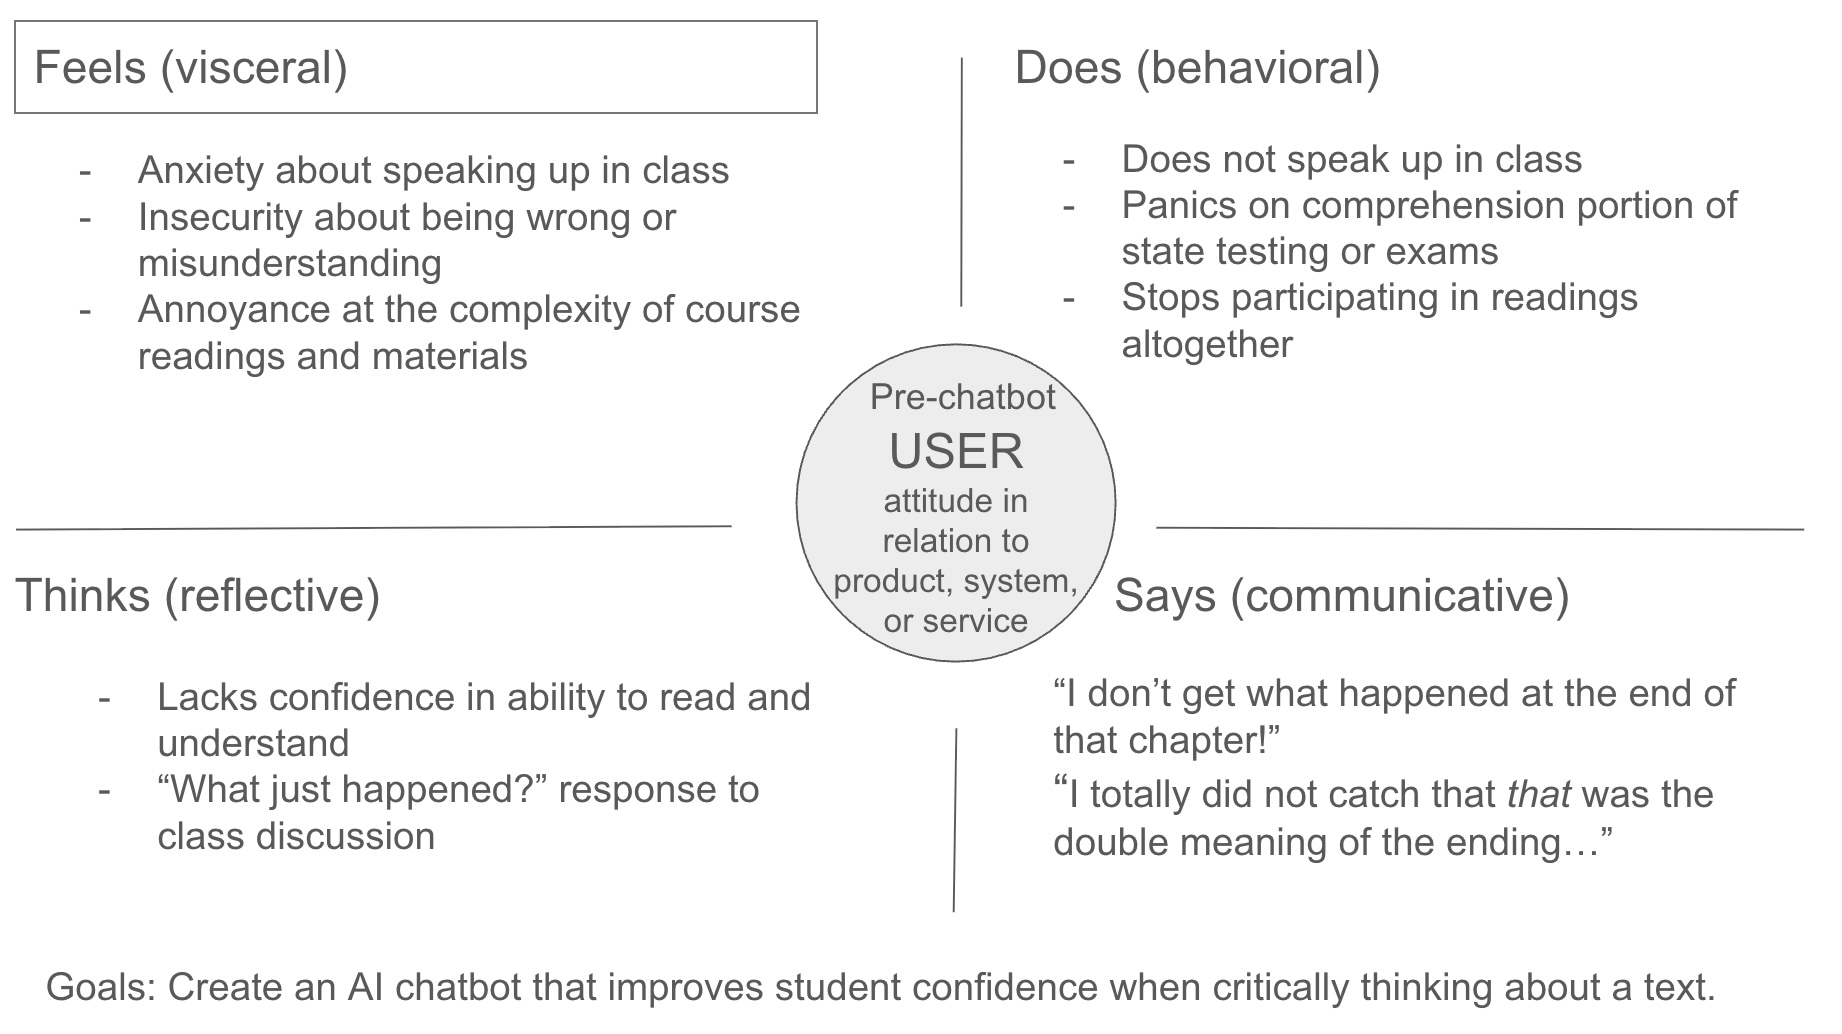 Feels (visceral)
- Anxiety about speaking up in class
- Insecurity about being wrong or
misunderstanding
- Annoyance at the complexity of course
readings and materials
Does (behavioral)
- Does not speak up in class
- Panics on comprehension portion of
state testing or exams
- Stops participating in readings
altogether
Pre-chatbot
USER
attitude in
relation to
product, system,
or service
Thinks (reflective)
- Lacks confidence in ability to read and
understand
- “What just happened?” response to
class discussion
Says (communicative)
“I don’t get what happened at the end of
that chapter!”
“I totally did not catch that that was the
double meaning of the ending…”
Goals: Create an AI chatbot that improves student confidence when critically thinking about a text.